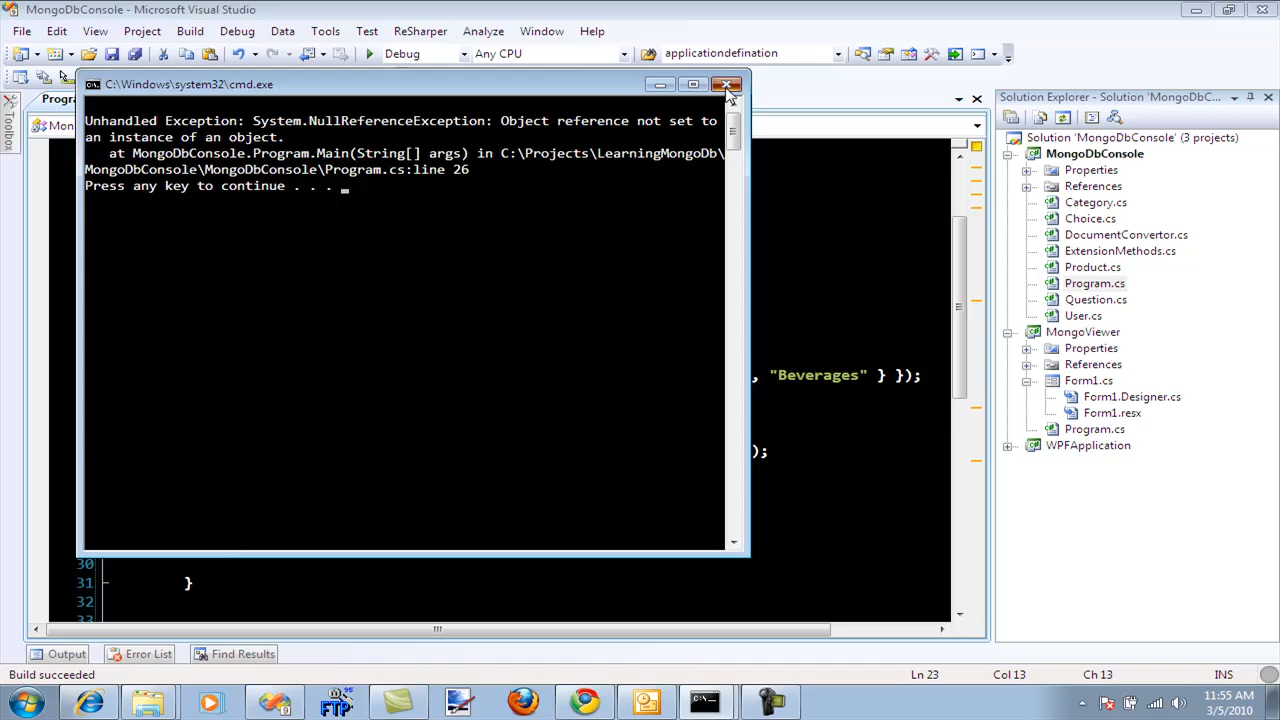 MongoDbConsole - Microsoft Visual Studio
File Edit View Project Build Debug Data Tools Test ReSharper Analyze Window Help
Debug Any CPU applicationdefination
C:\Windows\system32\cmd.exe
Unhandled Exception: System.NullReferenceException: Object reference not set to
an instance of an object.
at MongoDbConsole.Program.Main(String[] args) in C:\Projects\LearningMongoDb\
MongoDbConsole\MongoDbConsole\Program.cs:line 26
Press any key to continue . . . _
Progra
Mon
Toolbox
, "Beverages" } });
);
30
31 }
32
33
Solution Explorer - 'MongoDbC...
Solution 'MongoDbConsole' (3 projects)
MongoDbConsole
Properties
References
Category.cs
Choice.cs
DocumentConvertor.cs
ExtensionMethods.cs
Product.cs
Program.cs
Question.cs
User.cs
MongoViewer
Properties
References
Form1.cs
Form1.Designer.cs
Form1.resx
Program.cs
WPFApplication
Output Error List Find Results
Build succeeded Ln 23 Col 13 Ch 13 INS
FTP
11:55 AM
3/5/2010